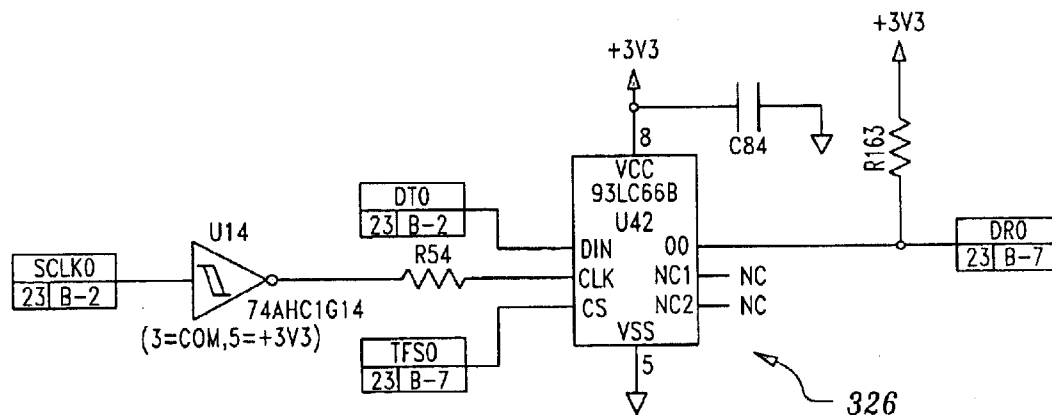 +3V3
+3V3
8
C84
R163
VCC
93LC66B
U42
DT0
23 B-2
U14
DIN
OO
DR0
23 B-7
SCLK0
23 B-2
R54
CLK
NC1
NC
74AHC1G14
CS
NC2
NC
(3=COM,5=+3V3)
VSS
TFS0
23 B-7
5
326